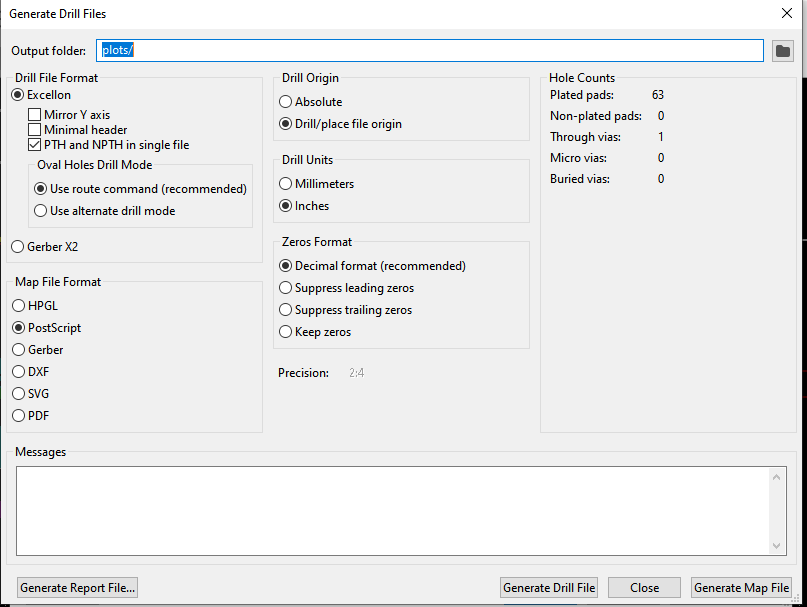 Generate Drill Files
Output folder: plots/
Drill File Format
Excellon
Mirror Y axis
Minimal header
PTH and NPTH in single file
Oval Holes Drill Mode
Use route command (recommended)
Use alternate drill mode
Gerber X2
Map File Format
HPGL
PostScript
Gerber
DXF
SVG
PDF
Drill Origin
Absolute
Drill/place file origin
Drill Units
Millimeters
Inches
Zeros Format
Decimal format (recommended)
Suppress leading zeros
Suppress trailing zeros
Keep zeros
Precision: 2:4
Hole Counts
Plated pads: 63
Non-plated pads: 0
Through vias: 1
Micro vias: 0
Buried vias: 0
Messages
Generate Report File... Generate Drill File Close Generate Map File